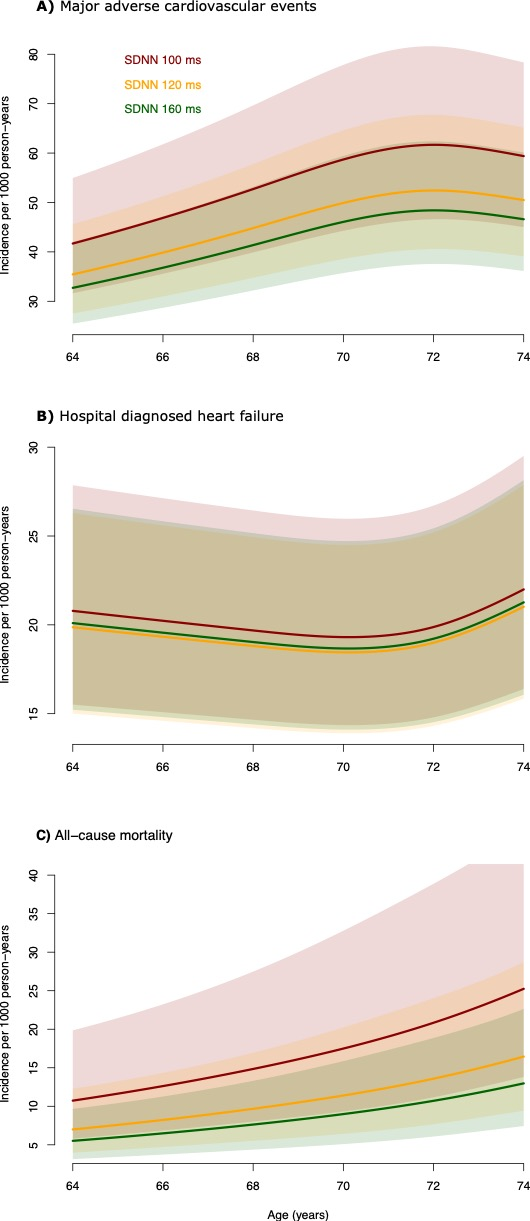 A) Major adverse cardiovascular events
SDNN 100 ms
SDNN 120 ms
SDNN 160 ms
Incidence per 1000 person−years
80
70
60
50
40
30
64 66 68 70 72 74
B) Hospital diagnosed heart failure
Incidence per 1000 person−years
30
25
20
15
64 66 68 70 72 74
C) All−cause mortality
Incidence per 1000 person−years
40
35
30
25
20
15
10
5
64 66 68 70 72 74
Age (years)